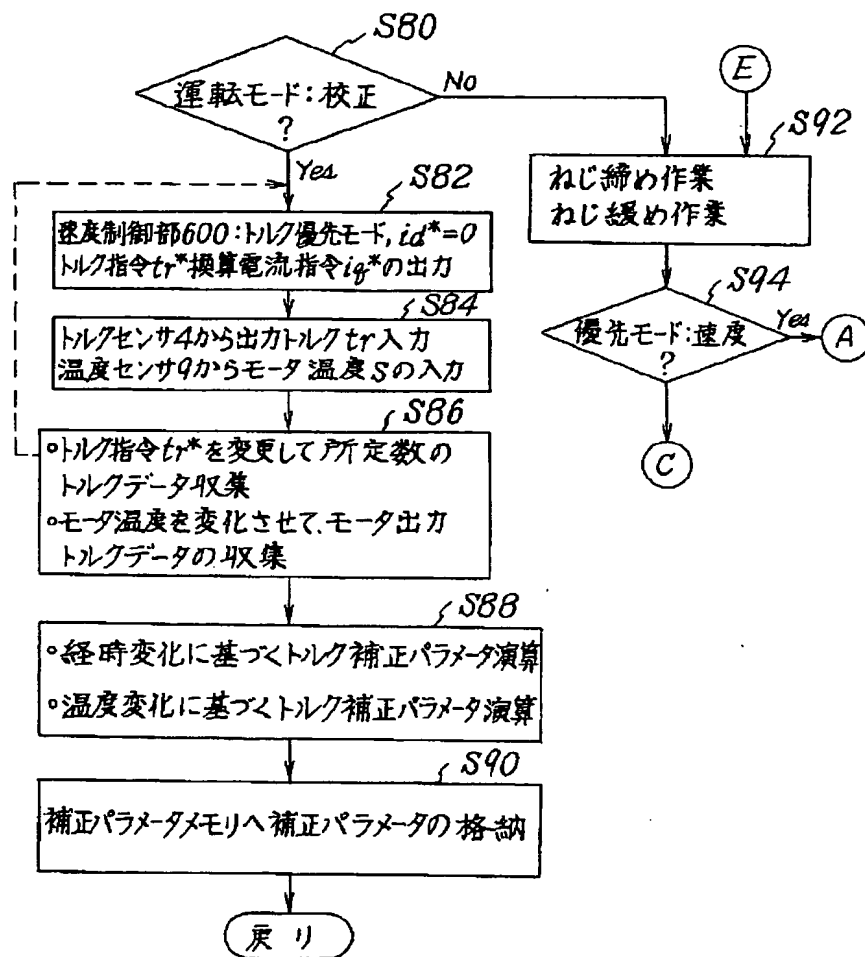 S80
運転モード:校正
?
No
Yes
E
S92
ねじ締め作業
ねじ緩め作業
S82
速度制御部600:トルク優先モード, id*=0
トルク指令tr*換算電流指令iq*の出力
S94
優先モード:速度
?
Yes
A
C
S84
トルクセンサ4から出力トルクtr入力
温度センサ9からモータ温度Sの入力
S86
○トルク指令tr*を変更して所定数の
トルクデータ収集
○モータ温度を変化させて、モータ出力
トルクデータの収集
S88
○経時変化に基づくトルク補正パラメータ演算
○温度変化に基づくトルク補正パラメータ演算
S90
補正パラメータメモリへ補正パラメータの格納
戻り